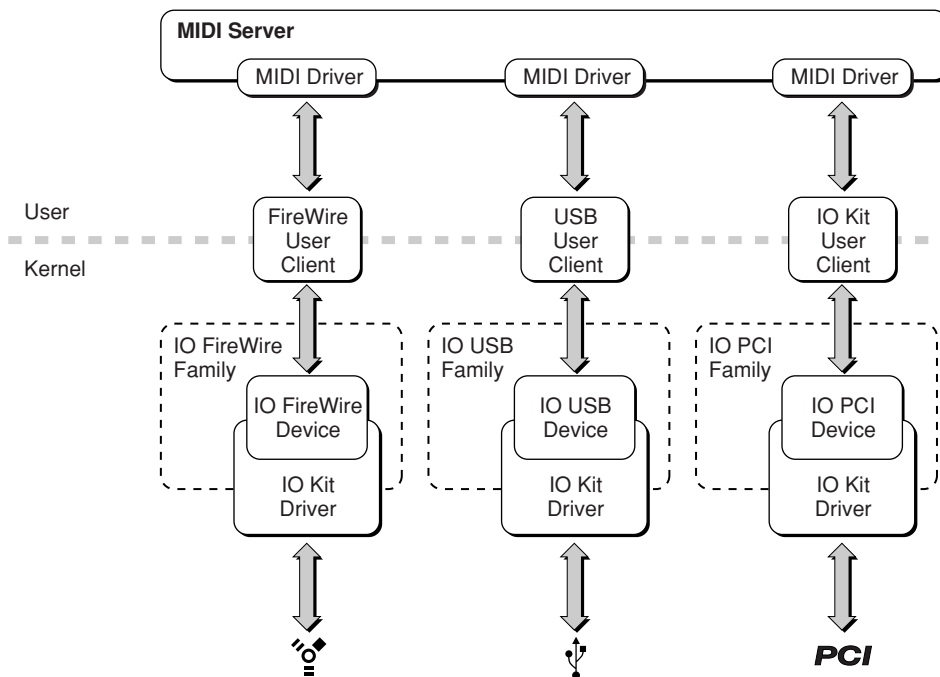 MIDI Server
MIDI Driver
MIDI Driver
MIDI Driver
User
Kernel
FireWire
User
Client
USB
User
Client
IO Kit
User
Client
IO FireWire
Family
IO FireWire
Device
IO Kit
Driver
IO USB
Family
IO USB
Device
IO Kit
Driver
IO PCI
Family
IO PCI
Device
IO Kit
Driver
PCI